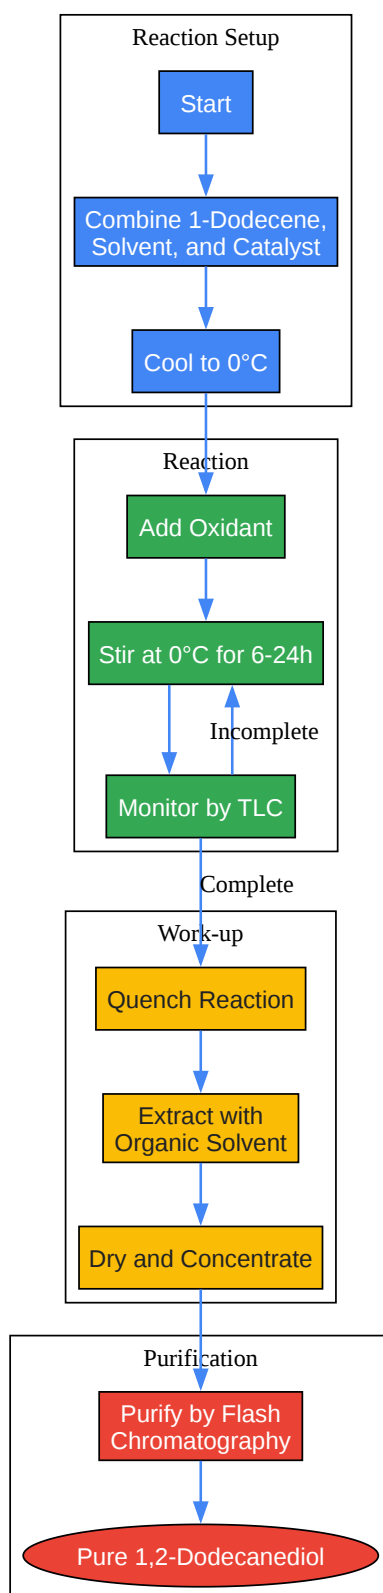 Reaction Setup
Start
Combine 1-Dodecene,
Solvent, and Catalyst
Cool to 0°C
Reaction
Add Oxidant
Stir at 0°C for 6-24h
Incomplete
Monitor by TLC
Complete
Work-up
Quench Reaction
Extract with
Organic Solvent
Dry and Concentrate
Purification
Purify by Flash
Chromatography
Pure 1,2-Dodecanediol